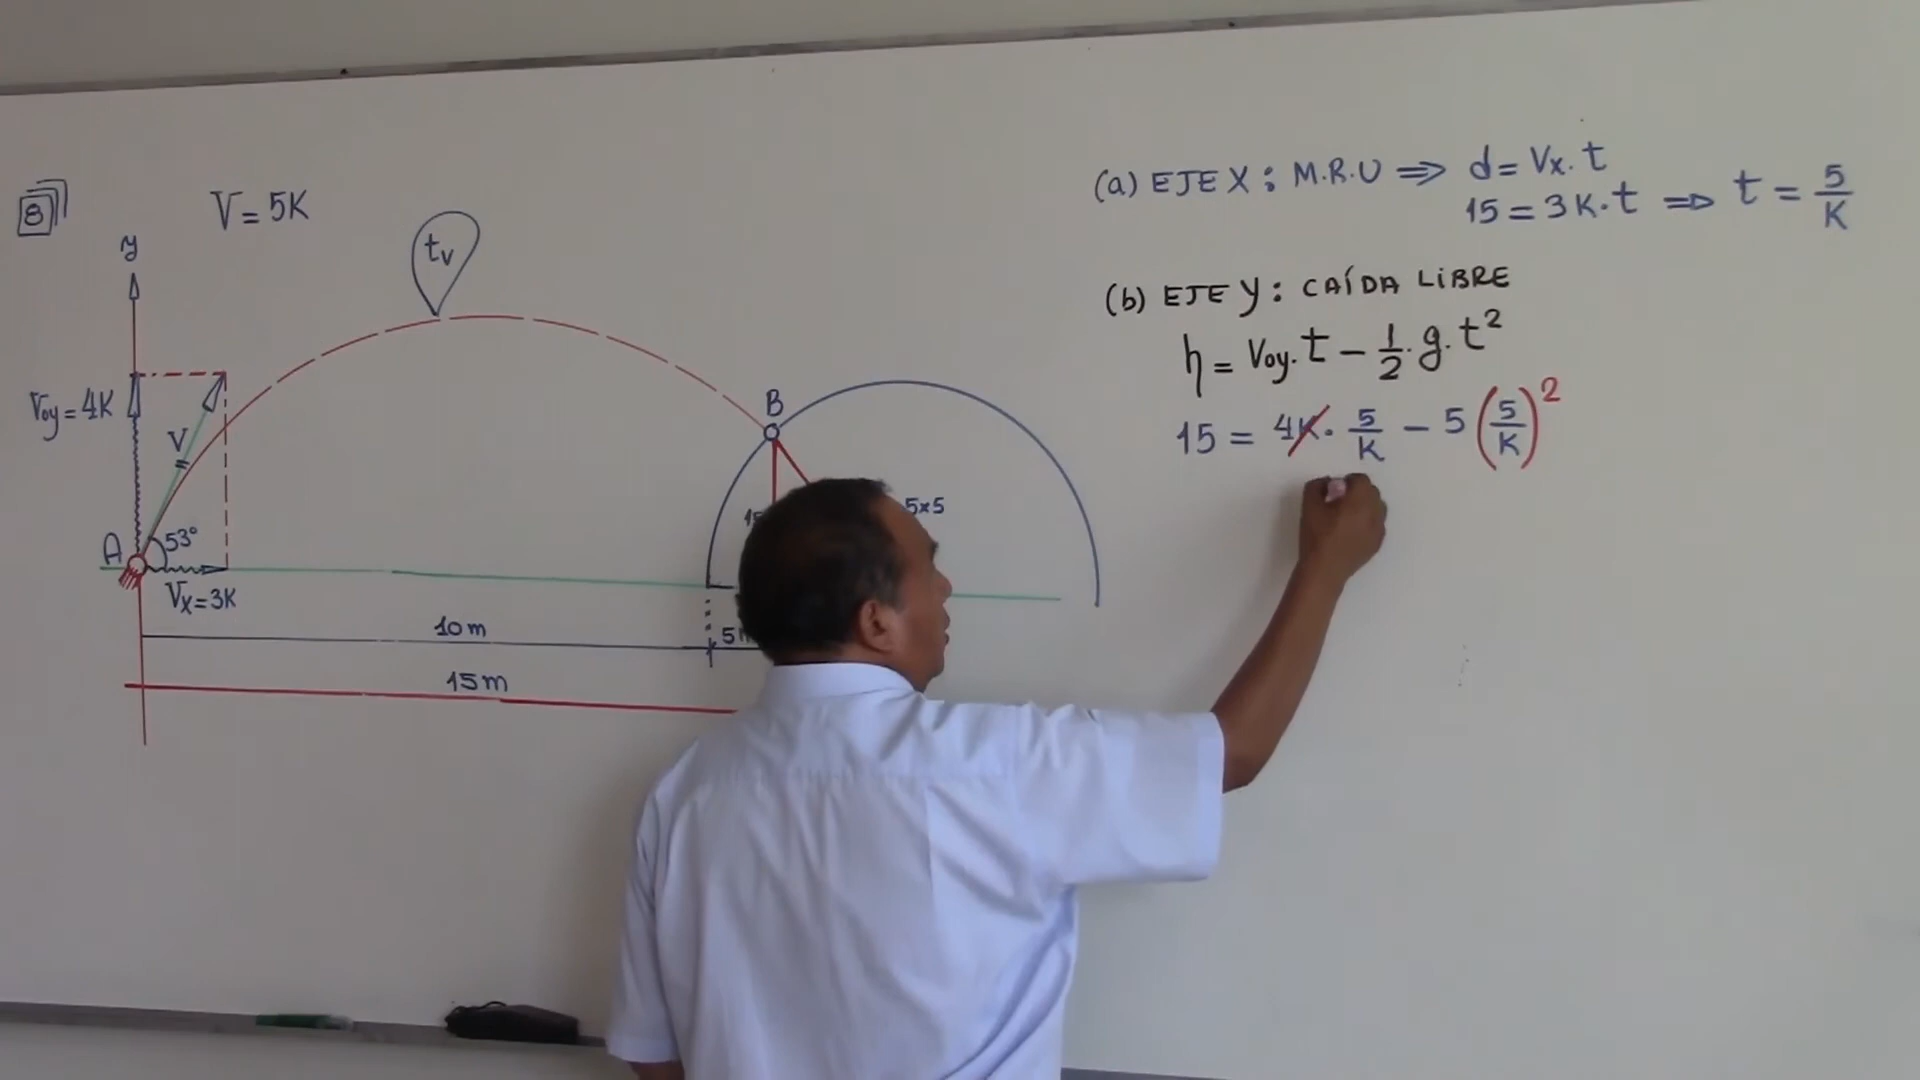 8
V = 5K
y
tv
Voy = 4K
V
B
5x5
A
53°
Vx = 3K
10 m
15 m
(a) EJE X : M.R.U ⇒ d = Vx . t
15 = 3K . t ⇒ t = 5/K
(b) EJE Y : CAÍDA LIBRE
h = Voy . t - 1/2 . g . t²
15 = 4K . 5/K - 5 (5/K)²